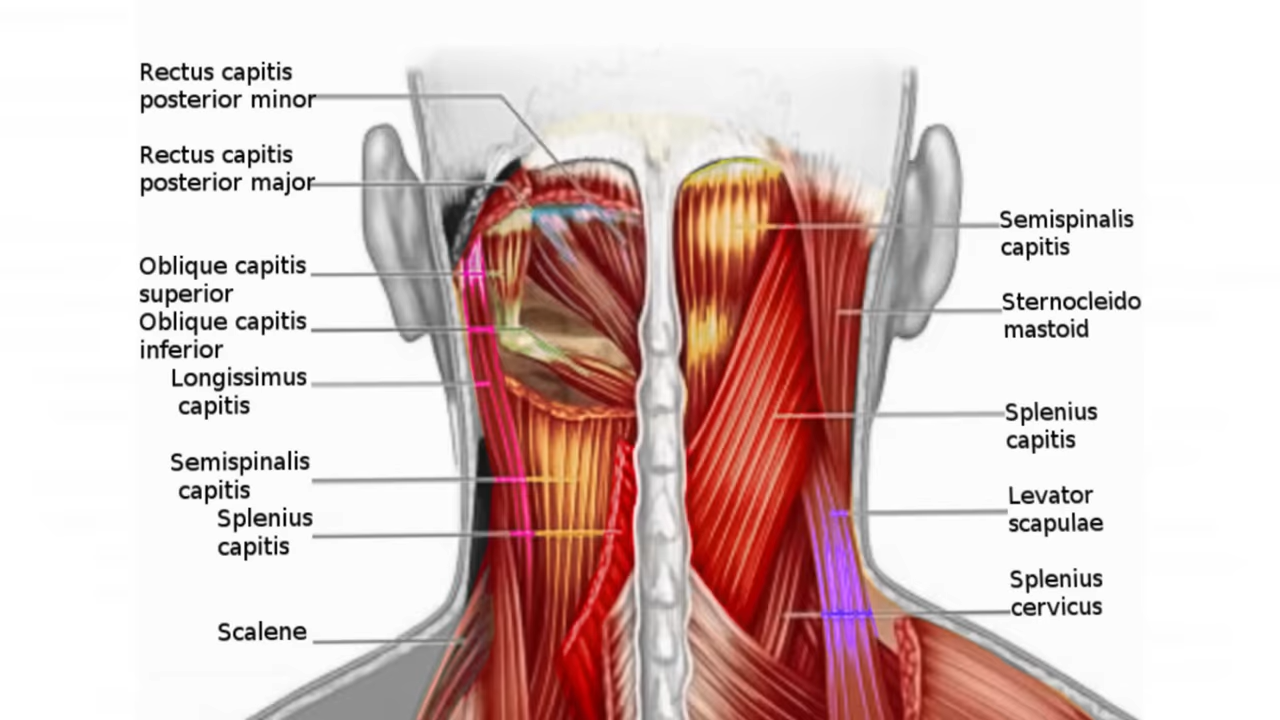 Rectus capitis
posterior minor
Rectus capitis
posterior major
Oblique capitis
superior
Oblique capitis
inferior
Longissimus
capitis
Semispinalis
capitis
Splenius
capitis
Scalene
Semispinalis
capitis
Sternocleido
mastoid
Splenius
capitis
Levator
scapulae
Splenius
cervicus